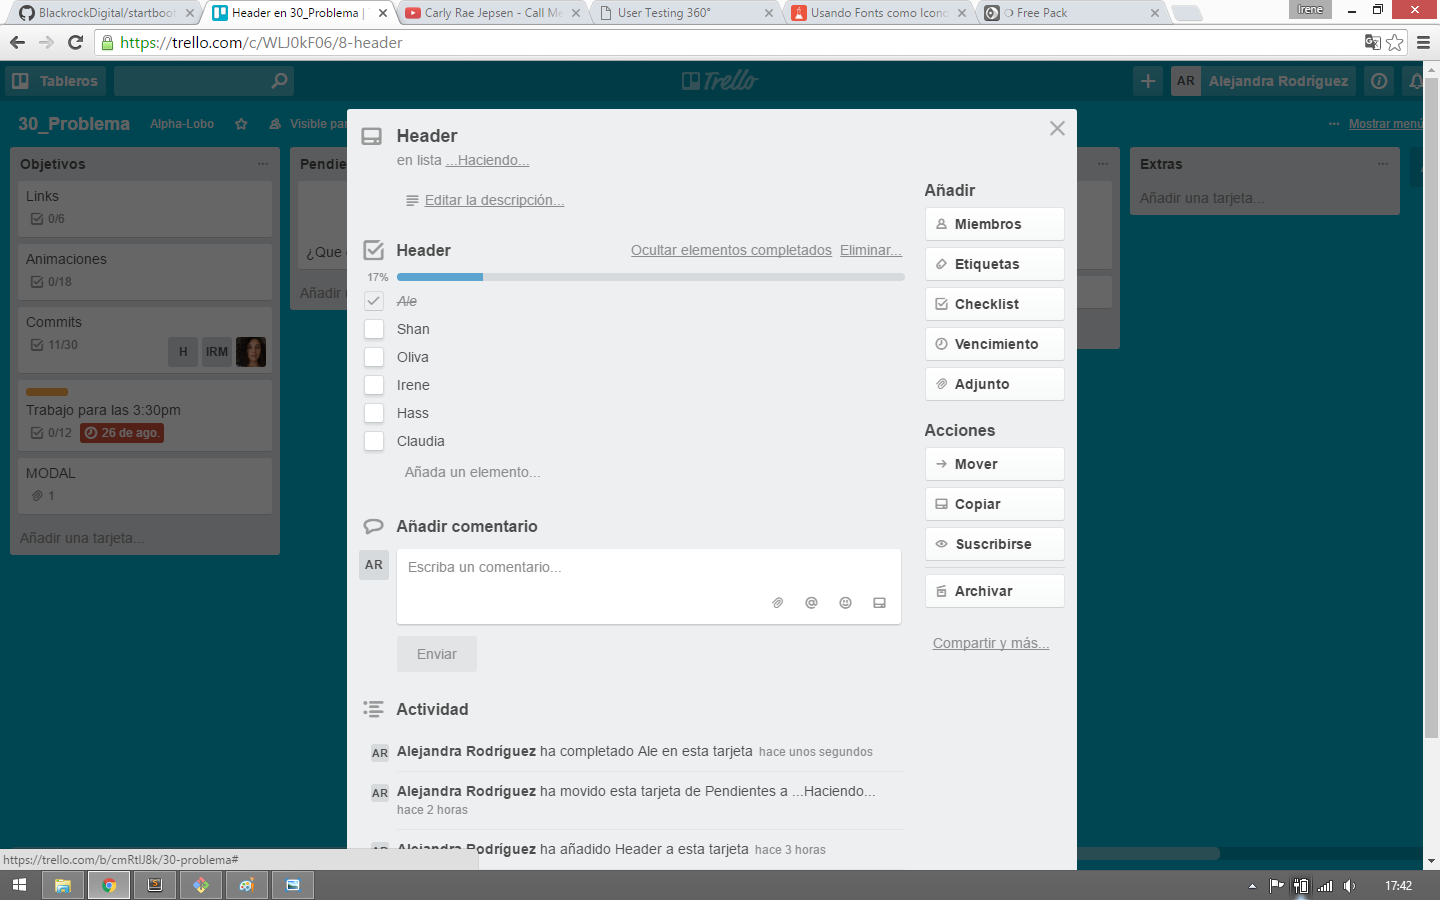 BlackrockDigital/startboot
Header en 30_Problema |
Carly Rae Jepsen - Call Me
User Testing 360°
Usando Fonts como Icono
Free Pack
Irene
https://trello.com/c/WLJ0kF06/8-header
Tableros
Trello
AR Alejandra Rodríguez
30_Problema
Alpha-Lobo
Visible par
Mostrar menú
Objetivos
Links
0/6
Animaciones
0/18
Commits
11/30
H
IRM
Trabajo para las 3:30pm
0/12
26 de ago.
MODAL
1
Añadir una tarjeta...
Pendie
¿Que
Añadir
Header
en lista ...Haciendo...
Editar la descripción...
Header
Ocultar elementos completados
Eliminar...
17%
Ale
Shan
Oliva
Irene
Hass
Claudia
Añada un elemento...
Añadir comentario
AR
Escriba un comentario...
Enviar
Actividad
AR Alejandra Rodríguez ha completado Ale en esta tarjeta hace unos segundos
AR Alejandra Rodríguez ha movido esta tarjeta de Pendientes a ...Haciendo...
hace 2 horas
AR Alejandra Rodríguez ha añadido Header a esta tarjeta hace 3 horas
Añadir
Miembros
Etiquetas
Checklist
Vencimiento
Adjunto
Acciones
Mover
Copiar
Suscribirse
Archivar
Compartir y más...
Extras
Añadir una tarjeta...
https://trello.com/b/cmRtlJ8k/30-problema#
17:42